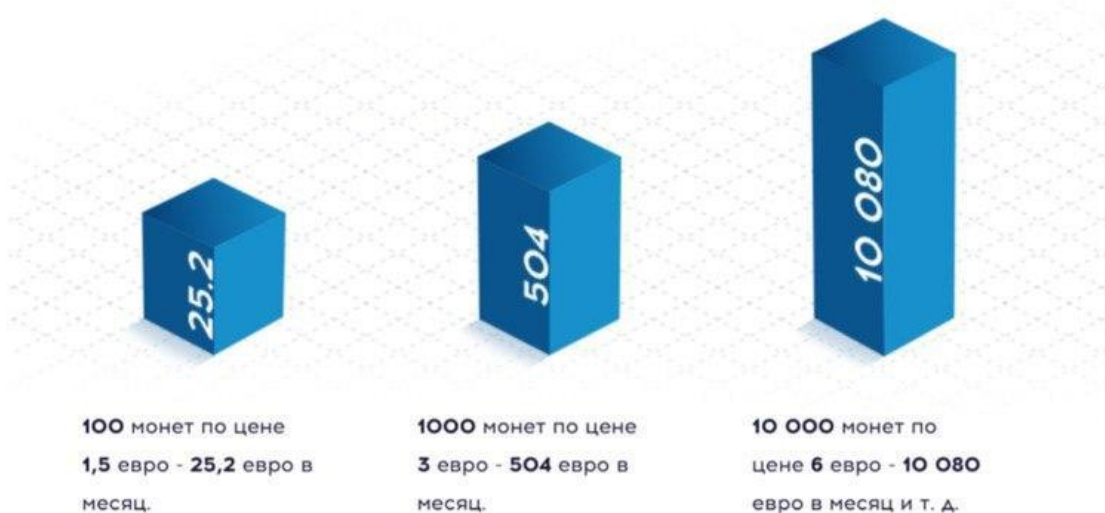 25.2
504
10 080
100 монет по цене
1,5 евро - 25,2 евро в
месяц.
1000 монет по цене
3 евро - 504 евро в
месяц.
10 000 монет по
цене 6 евро - 10 080
евро в месяц и т. д.